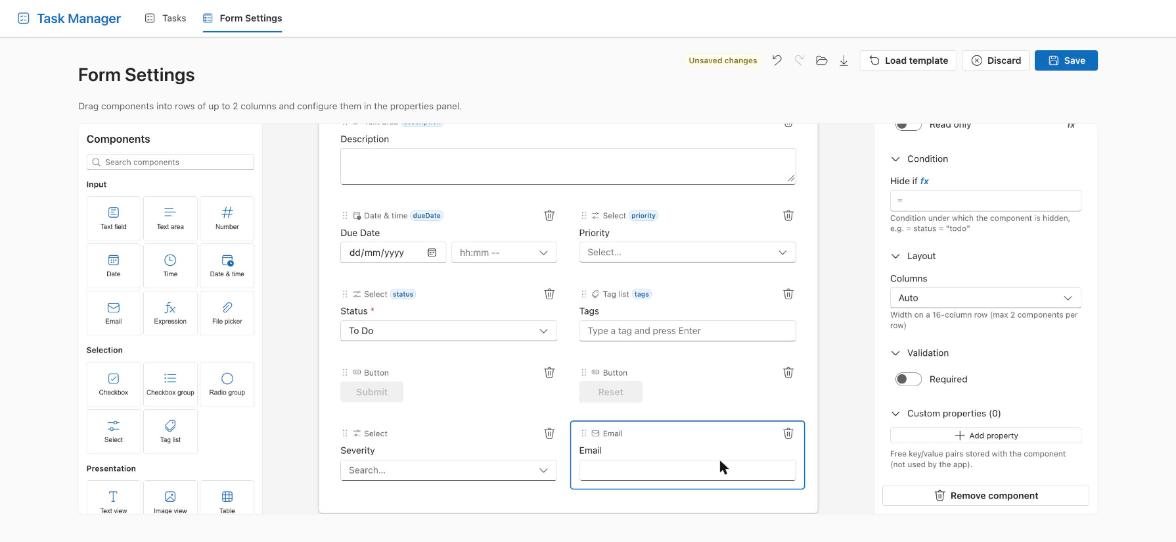 Task Manager
Tasks
Form Settings
Form Settings
Unsaved changes
Load template
Discard
Save
Drag components into rows of up to 2 columns and configure them in the properties panel.
Components
Search components
Input
Text field
Text area
Number
Date
Time
Date & time
Email
Expression
File picker
Selection
Checkbox
Checkbox group
Radio group
Select
Tag list
Presentation
Text view
Image view
Table
Description
Date & time dueDate
Due Date
dd/mm/yyyy
hh:mm --
Select priority
Priority
Select...
Select status
Status *
To Do
Tag list tags
Tags
Type a tag and press Enter
Button
Submit
Button
Reset
Select
Severity
Search...
Email
Email
Read only
fx
Condition
Hide if fx
=
Condition under which the component is hidden,
e.g. = status = "todo"
Layout
Columns
Auto
Width on a 16-column row (max 2 components per
row)
Validation
Required
Custom properties (0)
Add property
Free key/value pairs stored with the component
(not used by the app).
Remove component